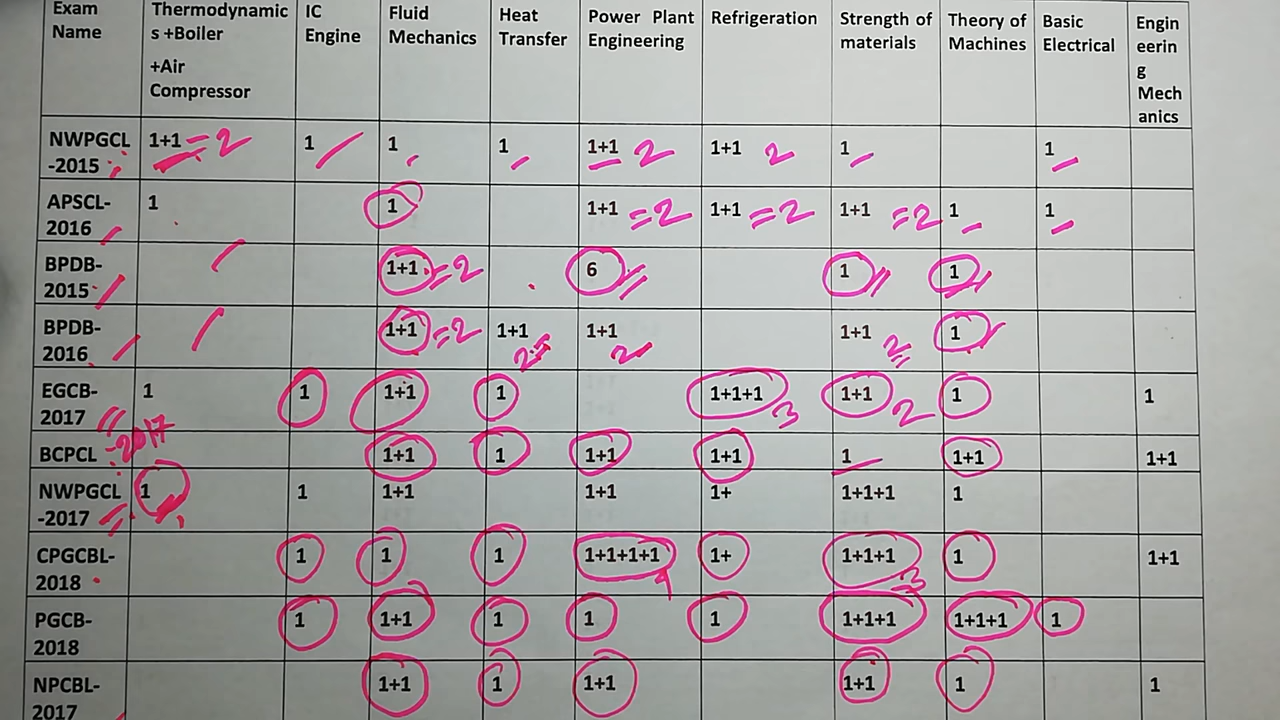 Exam Name Thermodynamics +Boiler +Air Compressor IC Engine Fluid Mechanics Heat Transfer Power Plant Engineering Refrigeration Strength of materials Theory of Machines Basic Electrical Engineering Mechanics
NWPGCL-2015 1+1 =2 1 1 1 1+1 2 1+1 2 1 1
APSCL-2016 1 1 1+1 =2 1+1 =2 1+1 =2 1 1
BPDB-2015 1+1 =2 6 1 1
BPDB-2016 1+1 =2 1+1 2 1+1 2 1+1 2 1
EGCB-2017 1 1 1+1 1 1+1+1 3 1+1 2 1 1
BCPCL -2017 1+1 1 1+1 1+1 1 1+1 1+1
NWPGCL-2017 1 1 1+1 1+1 1+ 1+1+1 1
CPGCBL-2018 1 1 1 1+1+1+1 1+ 1+1+1 3 1 1+1
PGCB-2018 1 1+1 1 1 1 1+1+1 1+1+1 1
NPCBL-2017 1+1 1 1+1 1+1 1 1